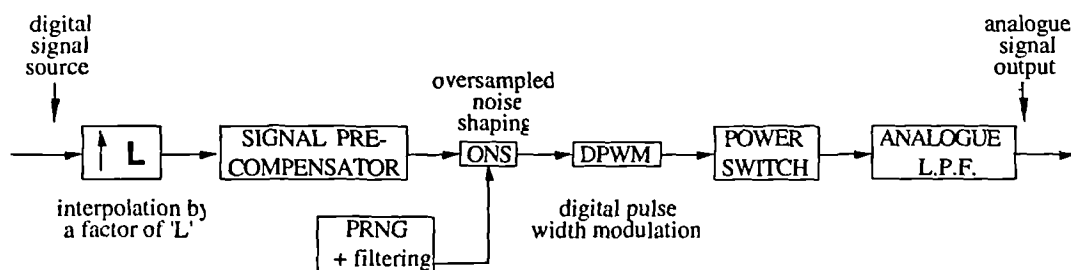 digital
signal
source
analogue
signal
output
oversampled
noise
shaping
↑ L
SIGNAL PRE-
COMPENSATOR
ONS
DPWM
POWER
SWITCH
ANALOGUE
L.P.F.
interpolation by
a factor of 'L'
PRNG
+ filtering
digital pulse
width modulation